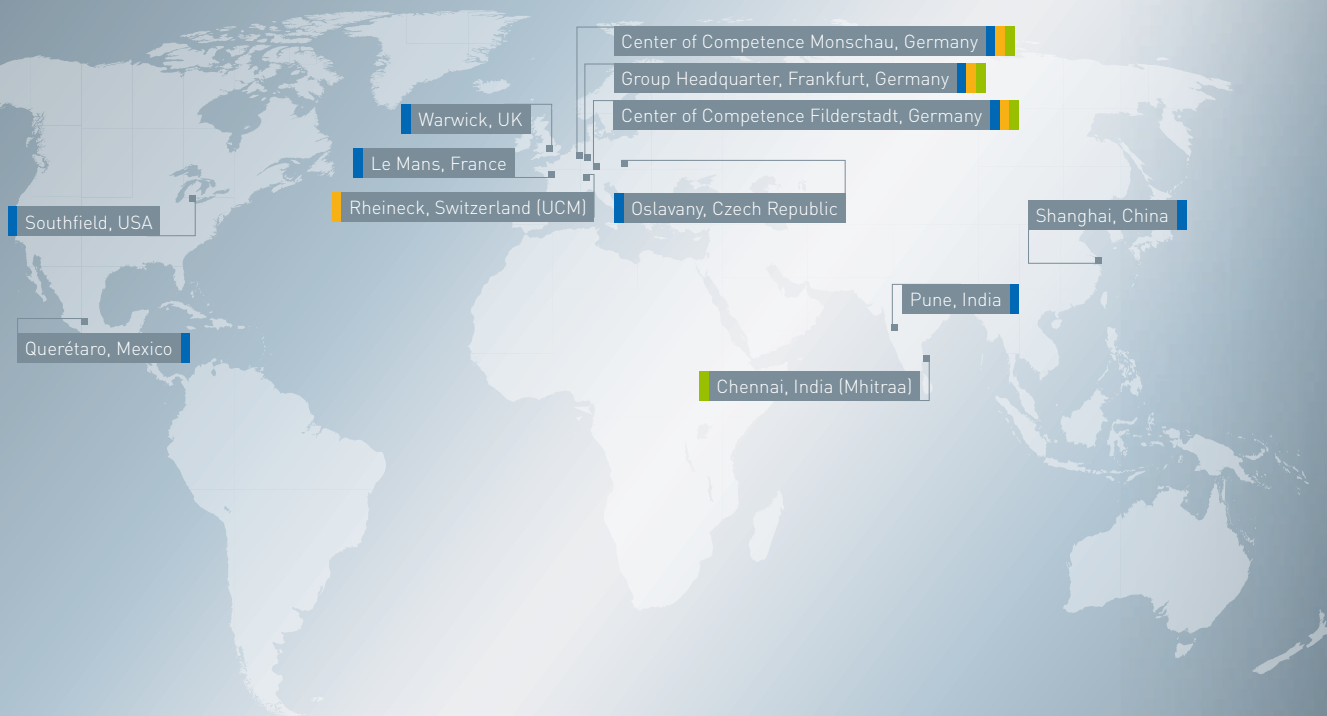 Center of Competence Monschau, Germany
Group Headquarter, Frankfurt, Germany
Center of Competence Filderstadt, Germany
Warwick, UK
Le Mans, France
Rheineck, Switzerland (UCM)
Oslavany, Czech Republic
Southfield, USA
Shanghai, China
Pune, India
Querétaro, Mexico
Chennai, India (Mhitraa)